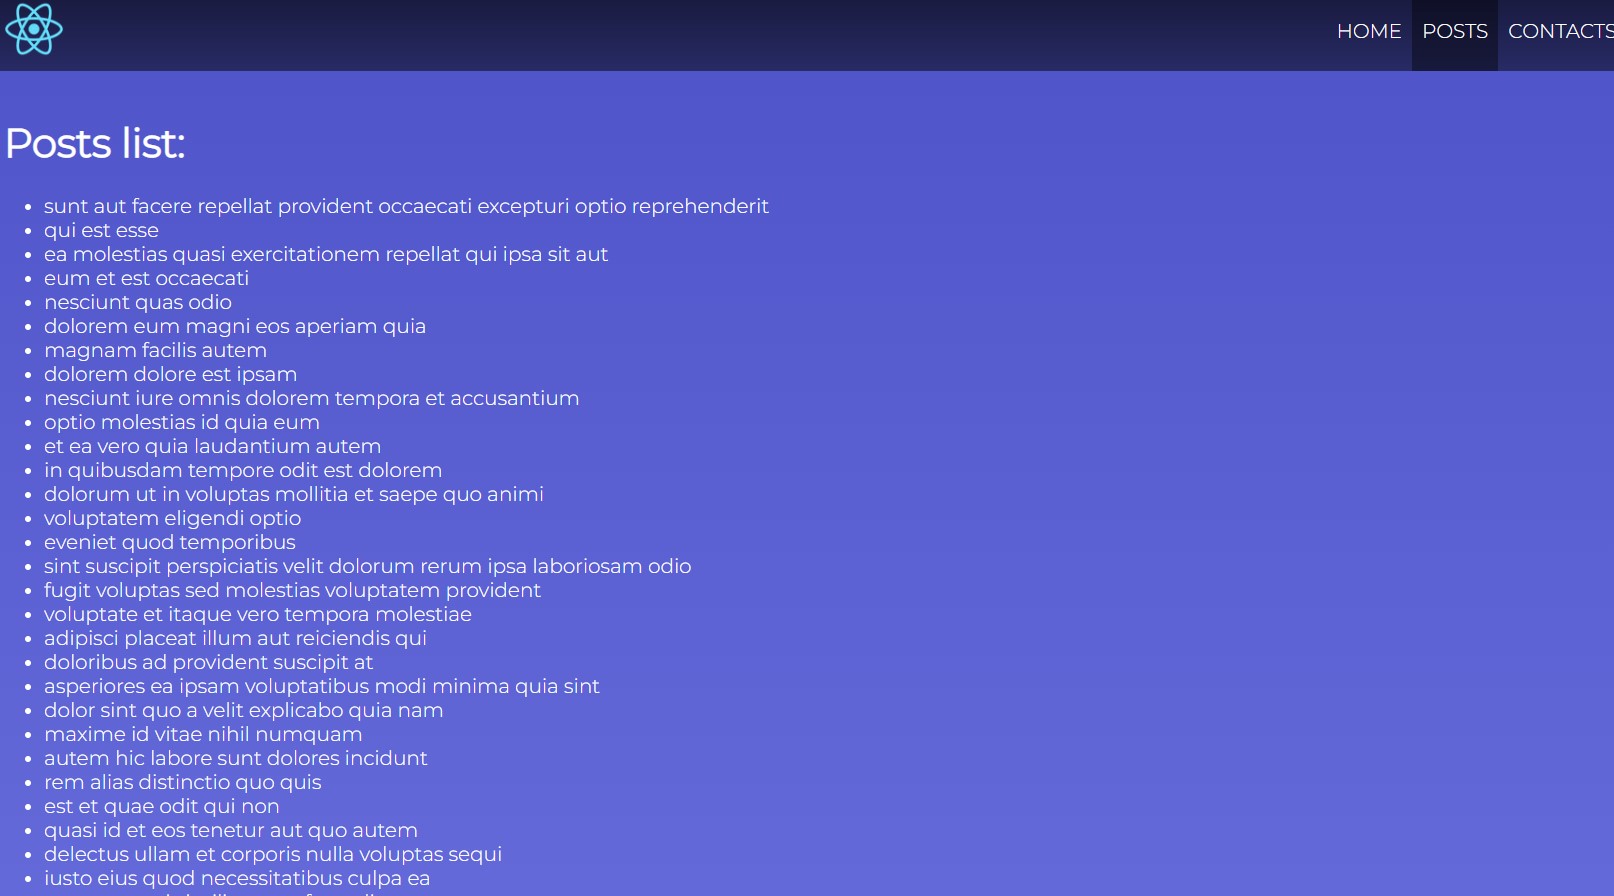 HOME POSTS CONTACTS
Posts list:
sunt aut facere repellat provident occaecati excepturi optio reprehenderit
qui est esse
ea molestias quasi exercitationem repellat qui ipsa sit aut
eum et est occaecati
nesciunt quas odio
dolorem eum magni eos aperiam quia
magnam facilis autem
dolorem dolore est ipsam
nesciunt iure omnis dolorem tempora et accusantium
optio molestias id quia eum
et ea vero quia laudantium autem
in quibusdam tempore odit est dolorem
dolorum ut in voluptas mollitia et saepe quo animi
voluptatem eligendi optio
eveniet quod temporibus
sint suscipit perspiciatis velit dolorum rerum ipsa laboriosam odio
fugit voluptas sed molestias voluptatem provident
voluptate et itaque vero tempora molestiae
adipisci placeat illum aut reiciendis qui
doloribus ad provident suscipit at
asperiores ea ipsam voluptatibus modi minima quia sint
dolor sint quo a velit explicabo quia nam
maxime id vitae nihil numquam
autem hic labore sunt dolores incidunt
rem alias distinctio quo quis
est et quae odit qui non
quasi id et eos tenetur aut quo autem
delectus ullam et corporis nulla voluptas sequi
iusto eius quod necessitatibus culpa ea